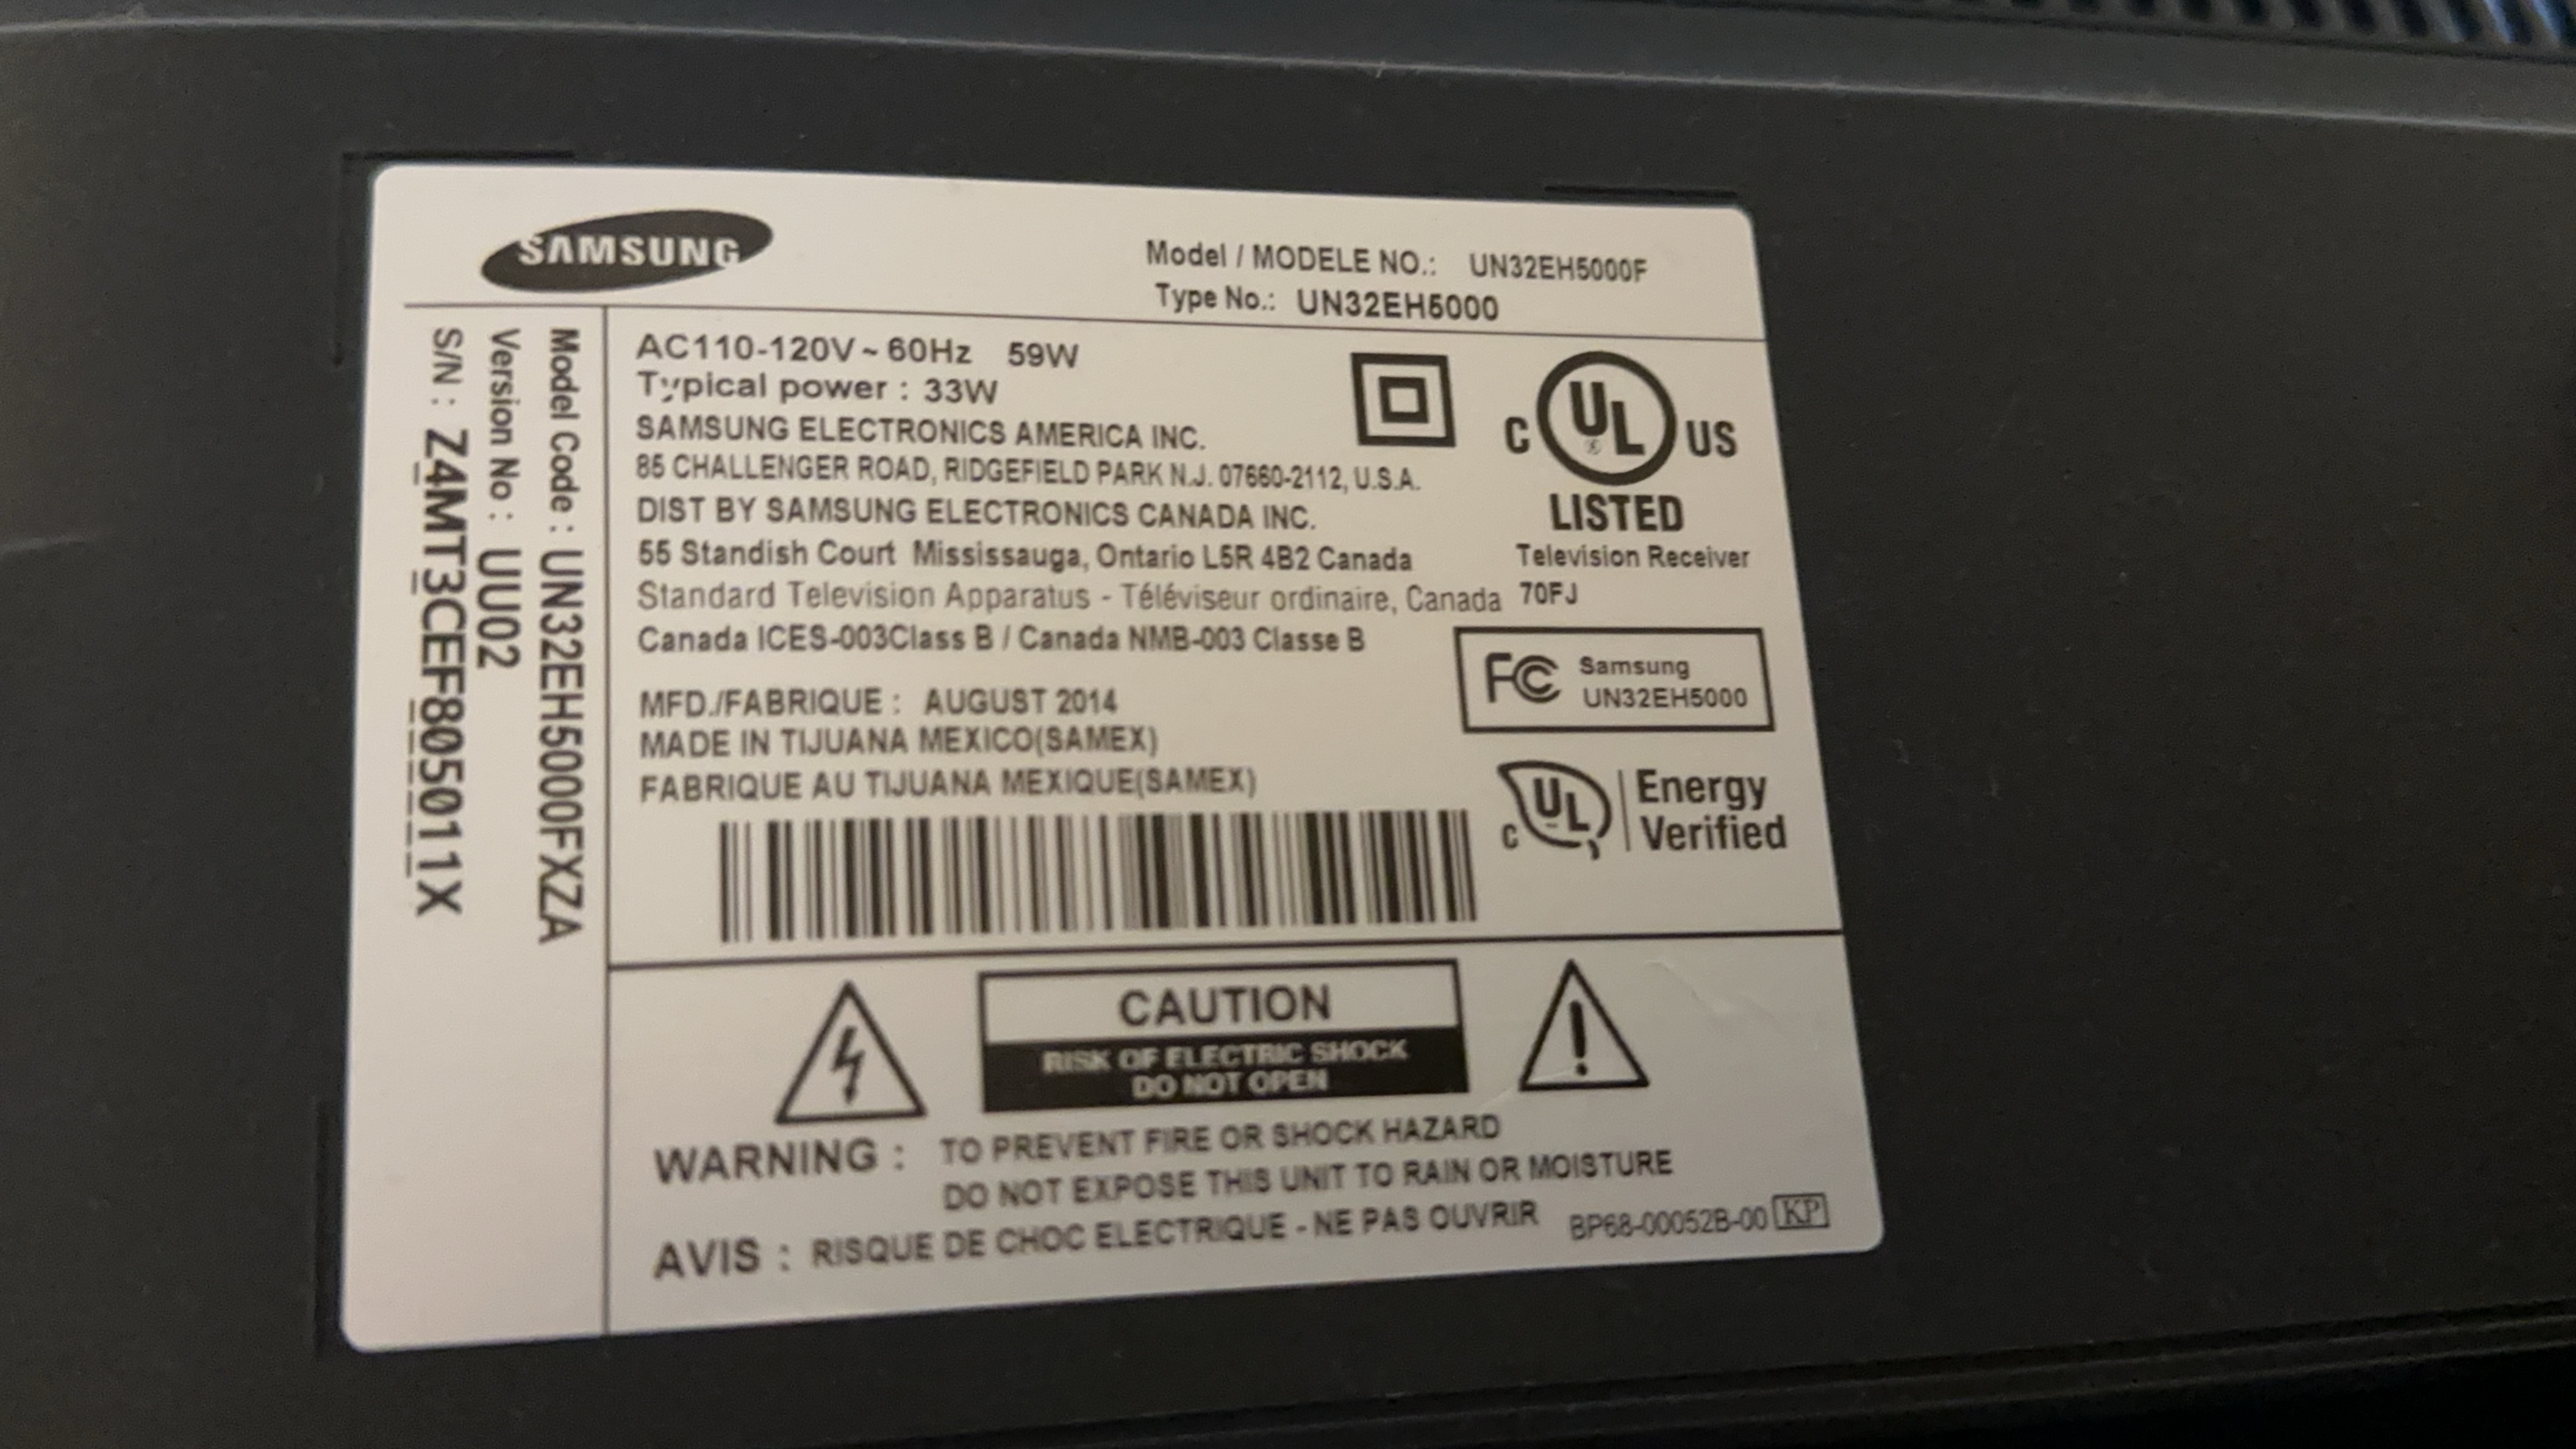 SAMSUNG
Model / MODELE NO.: UN32EH5000F
Type No.: UN32EH5000
Model Code : UN32EH5000FXZA
Version No : UU02
S/N : Z4MT3CEF805011X
AC110-120V~60Hz 59W
Typical power : 33W
SAMSUNG ELECTRONICS AMERICA INC.
85 CHALLENGER ROAD, RIDGEFIELD PARK N.J. 07660-2112, U.S.A.
DIST BY SAMSUNG ELECTRONICS CANADA INC.
55 Standish Court Mississauga, Ontario L5R 4B2 Canada
Standard Television Apparatus - Téléviseur ordinaire, Canada
Canada ICES-003Class B / Canada NMB-003 Classe B
MFD./FABRIQUE : AUGUST 2014
MADE IN TIJUANA MEXICO(SAMEX)
FABRIQUE AU TIJUANA MEXIQUE(SAMEX)
C UL US
LISTED
Television Receiver
70FJ
FC Samsung
UN32EH5000
C UL Energy
Verified
CAUTION
RISK OF ELECTRIC SHOCK
DO NOT OPEN
WARNING : TO PREVENT FIRE OR SHOCK HAZARD
DO NOT EXPOSE THIS UNIT TO RAIN OR MOISTURE
AVIS : RISQUE DE CHOC ELECTRIQUE - NE PAS OUVRIR
BP68-00052B-00 KP